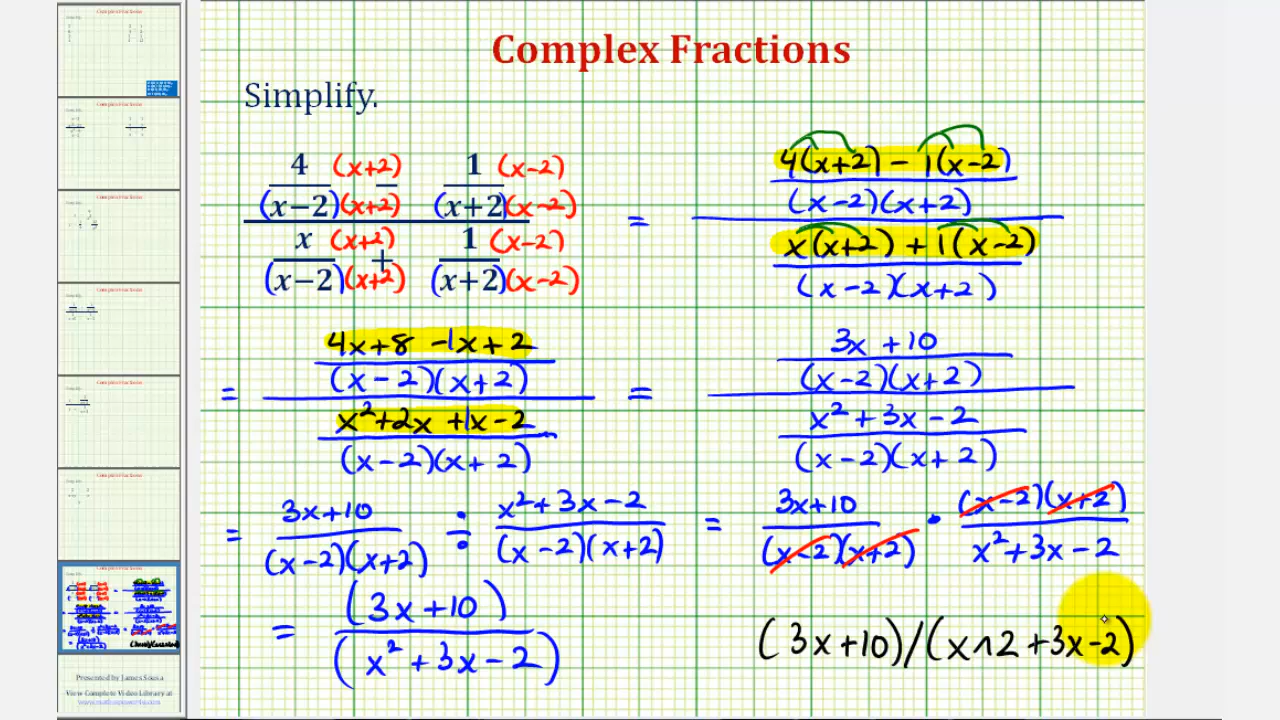 Complex Fractions
Simplify.
4 (x+2) − 1 (x-2)
(x−2)(x+2) (x+2)(x-2)
x (x+2) + 1 (x-2)
(x−2)(x+2) (x+2)(x-2)
= 4(x+2) - 1(x-2)
(x-2)(x+2)
x(x+2) + 1(x-2)
(x-2)(x+2)
= 4x+8 -1x+2
(x-2)(x+2)
x²+2x +1x-2
(x-2)(x+2)
= 3x +10
(x-2)(x+2)
x² + 3x - 2
(x-2)(x+2)
= 3x+10 ÷ x²+3x-2
(x-2)(x+2) (x-2)(x+2)
= 3x+10 • (x-2)(x+2)
(x-2)(x+2) x²+3x-2
= (3x+10)
(x²+3x-2)
(3x+10)/(x^2+3x-2)
Presented by James Sousa
View Complete Video Library at